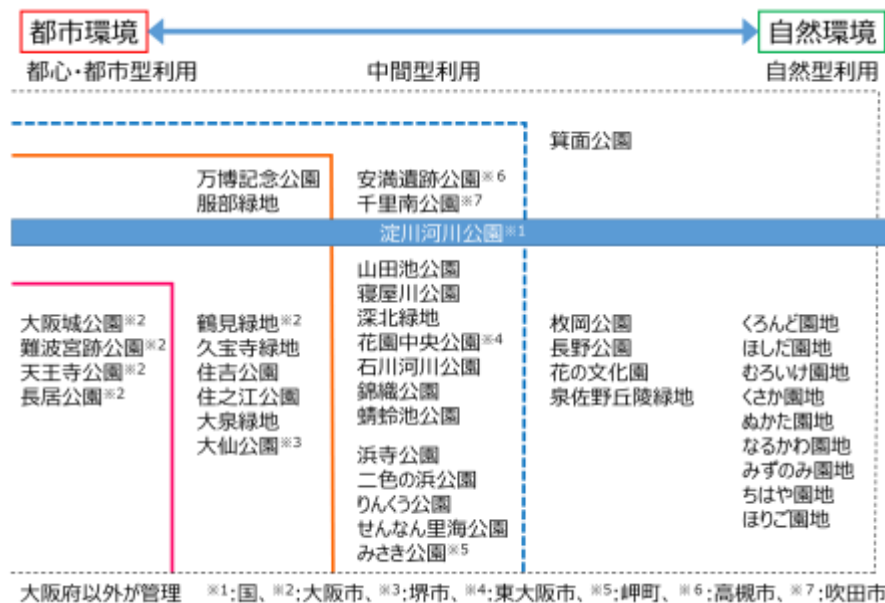 都市環境
自然環境
都心・都市型利用
中間型利用
自然型利用
箕面公園
万博記念公園
服部緑地
安満遺跡公園※6
千里南公園※7
淀川河川公園※1
大阪城公園※2
難波宮跡公園※2
天王寺公園※2
長居公園※2
鶴見緑地※2
久宝寺緑地
住吉公園
住之江公園
大泉緑地
大仙公園※3
山田池公園
寝屋川公園
深北緑地
花園中央公園※4
石川河川公園
錦織公園
蜻蛉池公園
浜寺公園
二色の浜公園
りんくう公園
せんなん里海公園
みさき公園※5
枚岡公園
長野公園
花の文化園
泉佐野丘陵緑地
くろんど園地
ほしだ園地
むろいけ園地
くさか園地
ぬかた園地
なるかわ園地
みずのみ園地
ちはや園地
ほりご園地
大阪府以外が管理　※1:国、※2:大阪市、※3:堺市、※4:東大阪市、※5:岬町、※6:高槻市、※7:吹田市